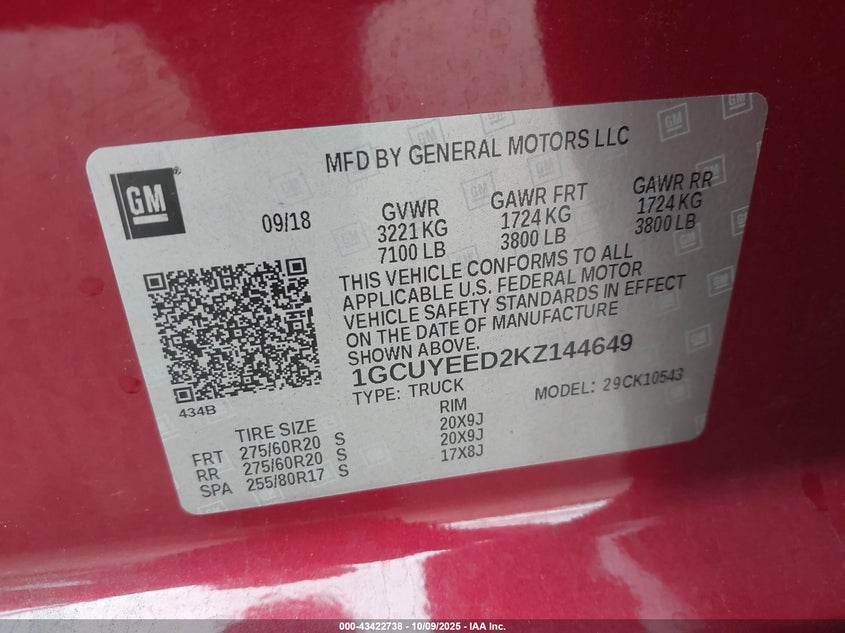 MFD BY GENERAL MOTORS LLC
GM
09/18
GVWR
3221 KG
7100 LB
GAWR FRT
1724 KG
3800 LB
GAWR RR
1724 KG
3800 LB
THIS VEHICLE CONFORMS TO ALL
APPLICABLE U.S. FEDERAL MOTOR
VEHICLE SAFETY STANDARDS IN EFFECT
ON THE DATE OF MANUFACTURE
SHOWN ABOVE.
1GCUYEED2KZ144649
TYPE: TRUCK
MODEL: 29CK10543
434B
TIRE SIZE
RIM
FRT 275/60R20 S 20X9J
RR 275/60R20 S 20X9J
SPA 255/80R17 S 17X8J
000-43422738 - 10/09/2025 - IAA Inc.